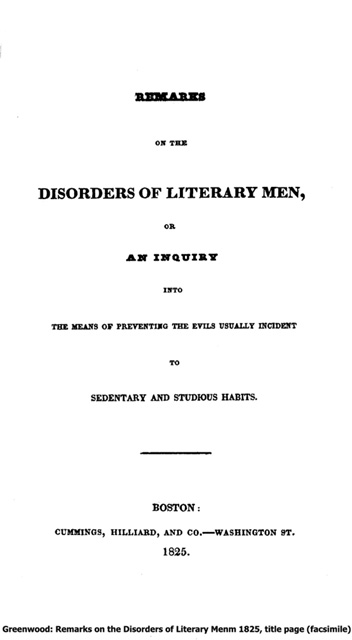 REMARKS
ON THE
DISORDERS OF LITERARY MEN,
OR
AN INQUIRY
INTO
THE MEANS OF PREVENTING THE EVILS USUALLY INCIDENT
TO
SEDENTARY AND STUDIOUS HABITS.
BOSTON:
CUMMINGS, HILLIARD, AND CO.—WASHINGTON ST.
1825.
Greenwood: Remarks on the Disorders of Literary Menm 1825, title page (facsimile)